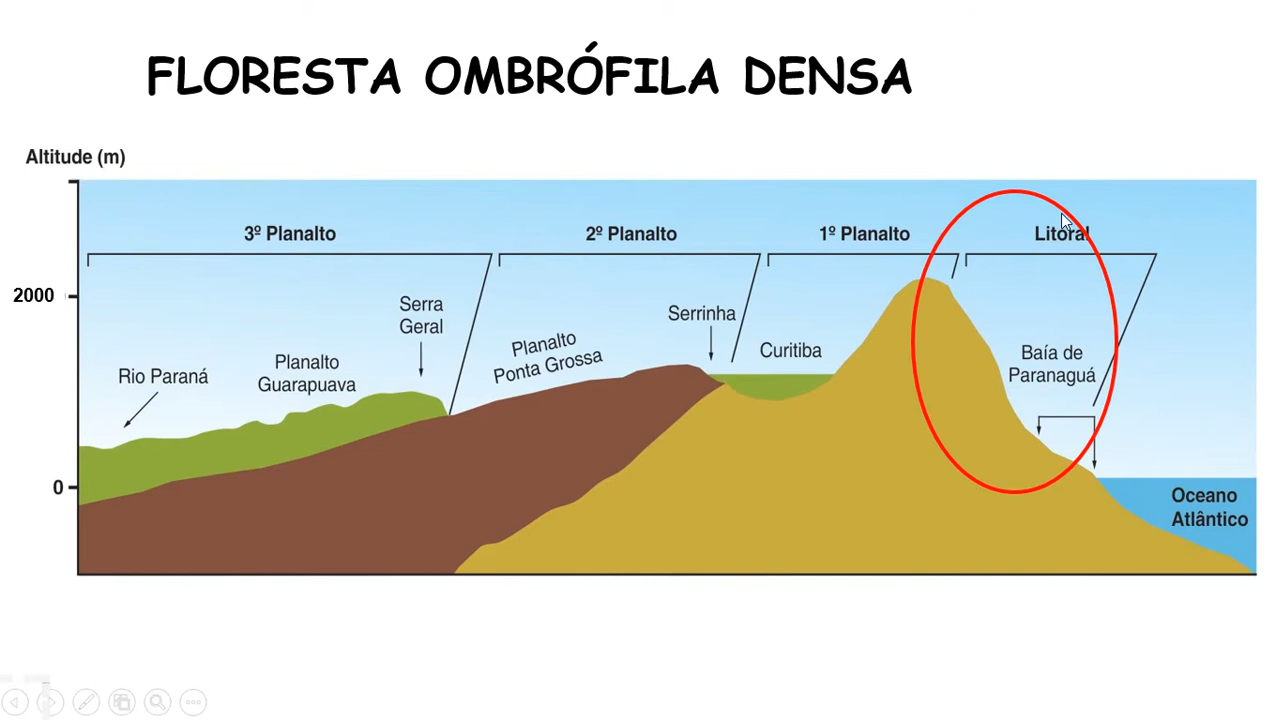 FLORESTA OMBRÓFILA DENSA
Altitude (m)
3º Planalto
2º Planalto
1º Planalto
Litoral
2000
Serra
Geral
Serrinha
Planalto
Ponta Grossa
Curitiba
Baía de
Paranaguá
Rio Paraná
Planalto
Guarapuava
0
Oceano
Atlântico